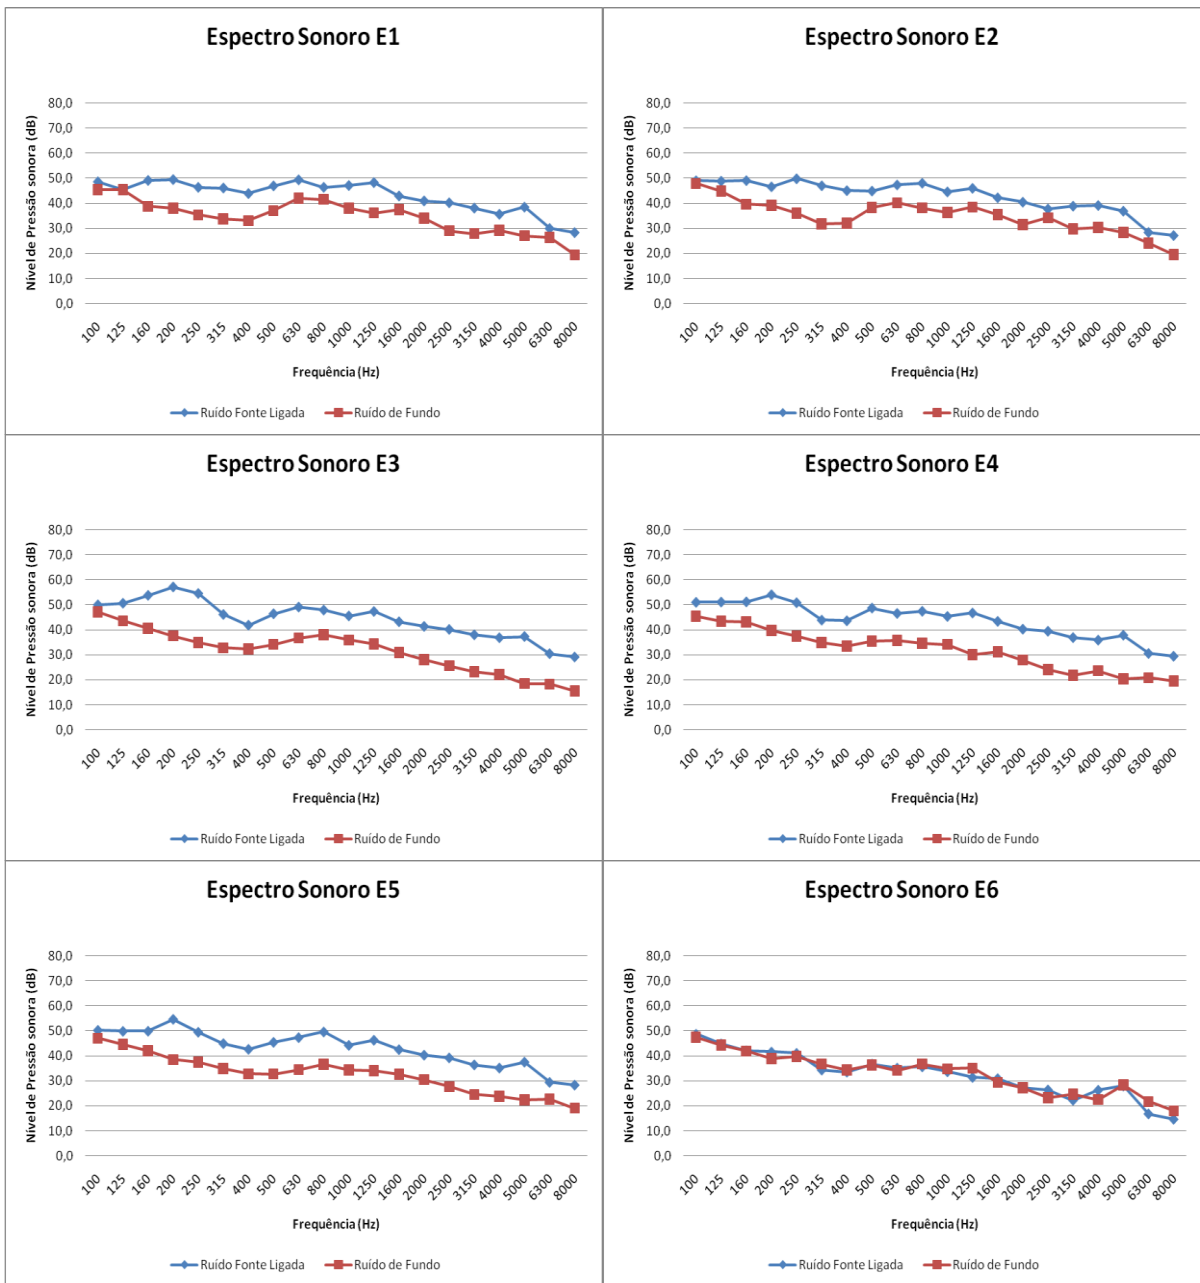 Espectro Sonoro E1
Nível de Pressão sonora (dB)
80,0
70,0
60,0
50,0
40,0
30,0
20,0
10,0
0,0
100 125 160 200 250 315 400 500 630 800 1000 1250 1600 2000 2500 3150 4000 5000 6300 8000
Frequência (Hz)
Ruído Fonte Ligada Ruído de Fundo
Espectro Sonoro E2
Nível de Pressão sonora (dB)
80,0
70,0
60,0
50,0
40,0
30,0
20,0
10,0
0,0
100 125 160 200 250 315 400 500 630 800 1000 1250 1600 2000 2500 3150 4000 5000 6300 8000
Frequência (Hz)
Ruído Fonte Ligada Ruído de Fundo
Espectro Sonoro E3
Nível de Pressão sonora (dB)
80,0
70,0
60,0
50,0
40,0
30,0
20,0
10,0
0,0
100 125 160 200 250 315 400 500 630 800 1000 1250 1600 2000 2500 3150 4000 5000 6300 8000
Frequência (Hz)
Ruído Fonte Ligada Ruído de Fundo
Espectro Sonoro E4
Nível de Pressão sonora (dB)
80,0
70,0
60,0
50,0
40,0
30,0
20,0
10,0
0,0
100 125 160 200 250 315 400 500 630 800 1000 1250 1600 2000 2500 3150 4000 5000 6300 8000
Frequência (Hz)
Ruído Fonte Ligada Ruído de Fundo
Espectro Sonoro E5
Nível de Pressão sonora (dB)
80,0
70,0
60,0
50,0
40,0
30,0
20,0
10,0
0,0
100 125 160 200 250 315 400 500 630 800 1000 1250 1600 2000 2500 3150 4000 5000 6300 8000
Frequência (Hz)
Ruído Fonte Ligada Ruído de Fundo
Espectro Sonoro E6
Nível de Pressão sonora (dB)
80,0
70,0
60,0
50,0
40,0
30,0
20,0
10,0
0,0
100 125 160 200 250 315 400 500 630 800 1000 1250 1600 2000 2500 3150 4000 5000 6300 8000
Frequência (Hz)
Ruído Fonte Ligada Ruído de Fundo